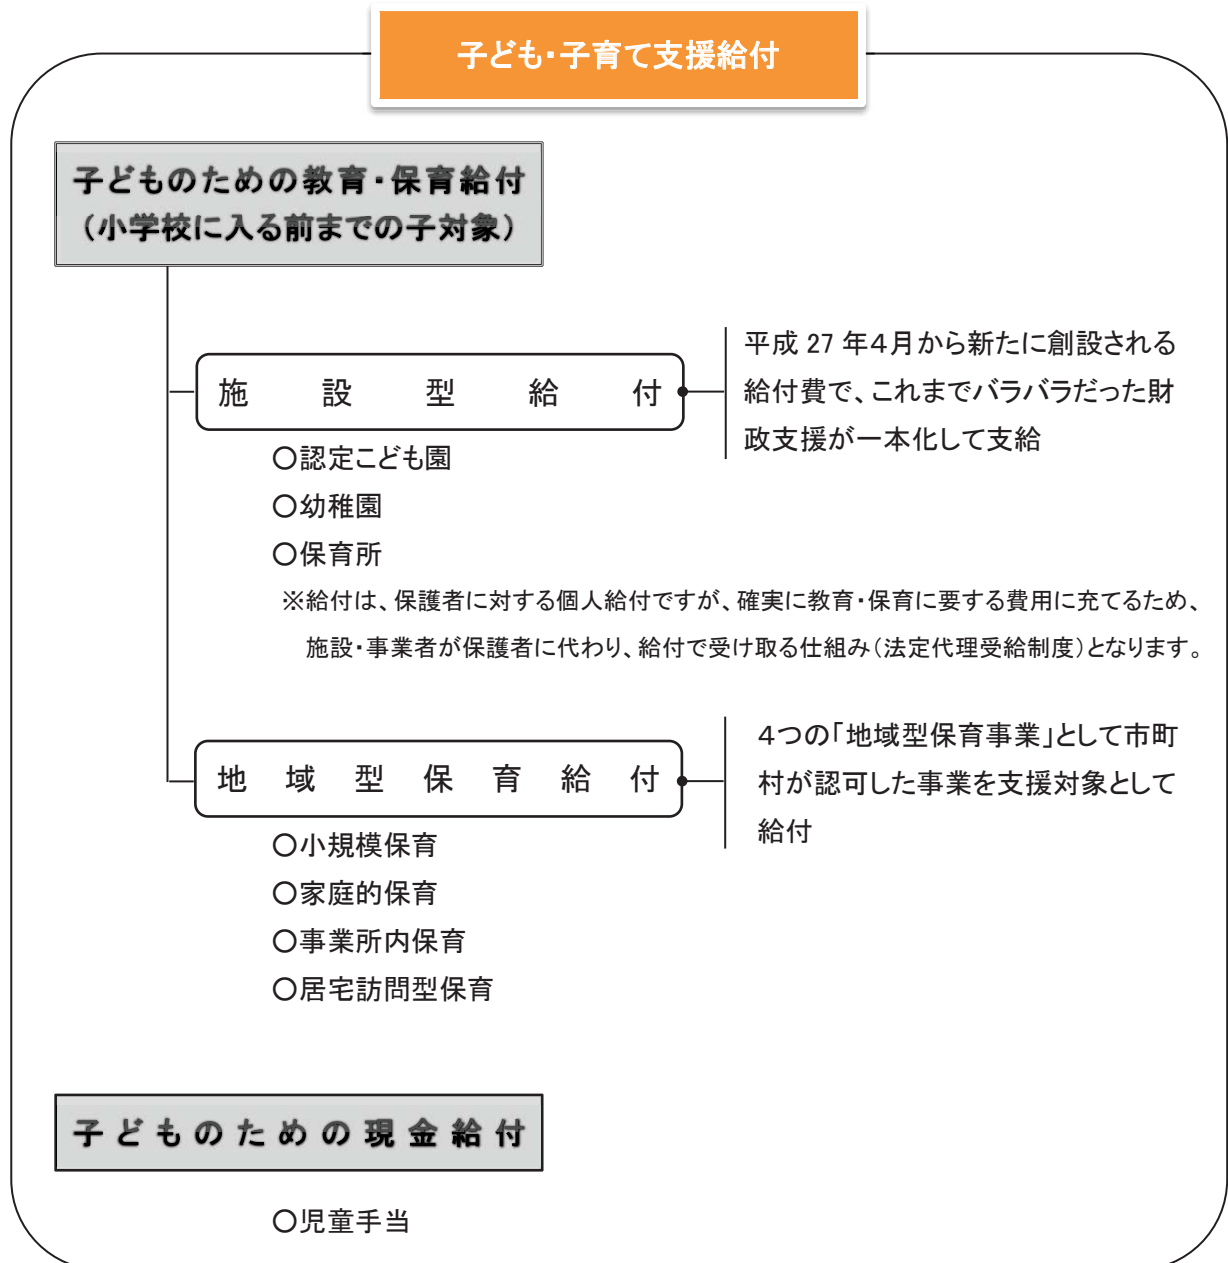 子ども・子育て支援給付
子どものための教育・保育給付
（小学校に入る前までの子対象）
施設型給付
平成 27 年４月から新たに創設される
給付費で、これまでバラバラだった財
政支援が一本化して支給
○認定こども園
○幼稚園
○保育所
※給付は、保護者に対する個人給付ですが、確実に教育・保育に要する費用に充てるため、
施設・事業者が保護者に代わり、給付で受け取る仕組み（法定代理受給制度）となります。
地域型保育給付
４つの「地域型保育事業」として市町
村が認可した事業を支援対象として
給付
○小規模保育
○家庭的保育
○事業所内保育
○居宅訪問型保育
子どものための現金給付
○児童手当